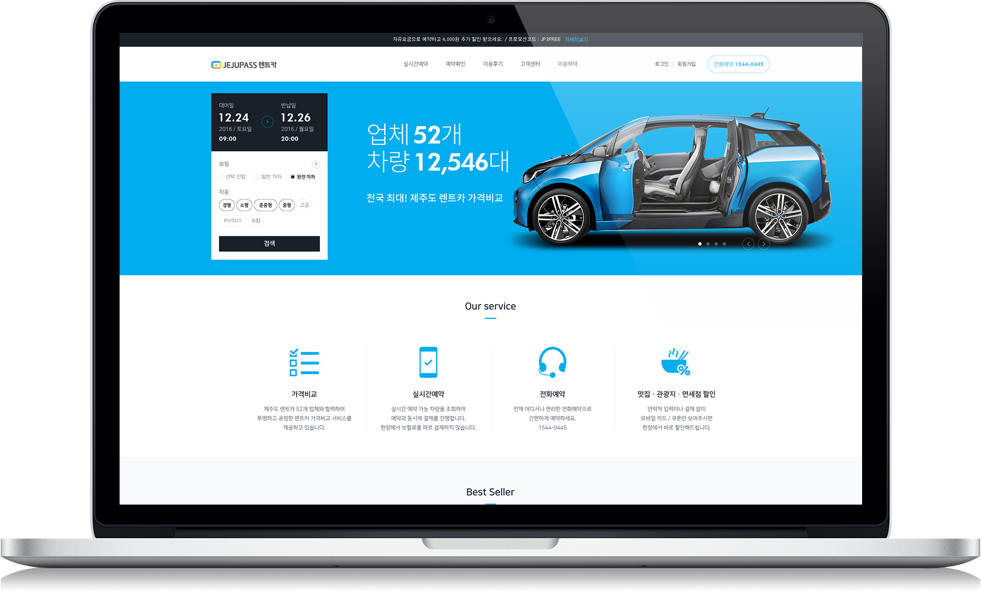 자유요금으로 예약하고 4,000원 추가 할인 받으세요. / 프로모션코드 : JP3FREE 자세히보기
JEJUPASS 렌트카
실시간예약 예약확인 이용후기 고객센터 이용혜택
로그인 | 회원가입 전화예약 1544-0445
대여일 반납일
12.24 12.26
2016 / 토요일 2016 / 월요일
09:00 20:00
업체 52개
차량 12,546대
전국 최대! 제주도 렌트카 가격비교
보험
선택 안함 일반 자차 완전 자차
차종
경형 소형 준중형 중형 고급
RV/SUV 승합
검색
Our service
가격비교
제주도 렌트카 52개 업체와 협력하여
투명하고 공정한 렌트카 가격비교 서비스를
제공하고 있습니다.
실시간예약
실시간 예약 가능 차량을 조회하여
예약과 동시에 결제를 진행합니다.
현장에서 보험료를 따로 결제하지 않습니다.
전화예약
언제 어디서나 편리한 전화예약으로
간편하게 예약하세요.
1544-0445
맛집 · 관광지 · 면세점 할인
연락처 입력이나 결제 없이
모바일 카드 / 쿠폰만 보여주시면
현장에서 바로 할인해드립니다.
Best Seller